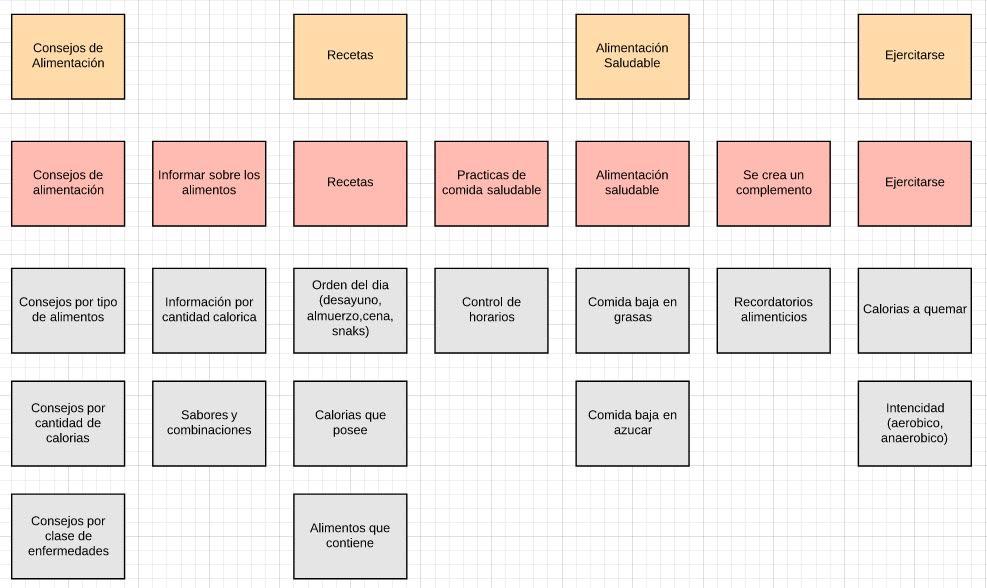 Consejos de
Alimentación
Recetas
Alimentación
Saludable
Ejercitarse
Consejos de
alimentación
Informar sobre los
alimentos
Recetas
Practicas de
comida saludable
Alimentación
saludable
Se crea un
complemento
Ejercitarse
Consejos por tipo
de alimentos
Información por
cantidad calorica
Orden del dia
(desayuno,
almuerzo,cena,
snaks)
Control de
horarios
Comida baja en
grasas
Recordatorios
alimenticios
Calorias a quemar
Consejos por
cantidad de
calorias
Sabores y
combinaciones
Calorias que
posee
Comida baja en
azucar
Intencidad
(aerobico,
anaerobico)
Consejos por
clase de
enfermedades
Alimentos que
contiene